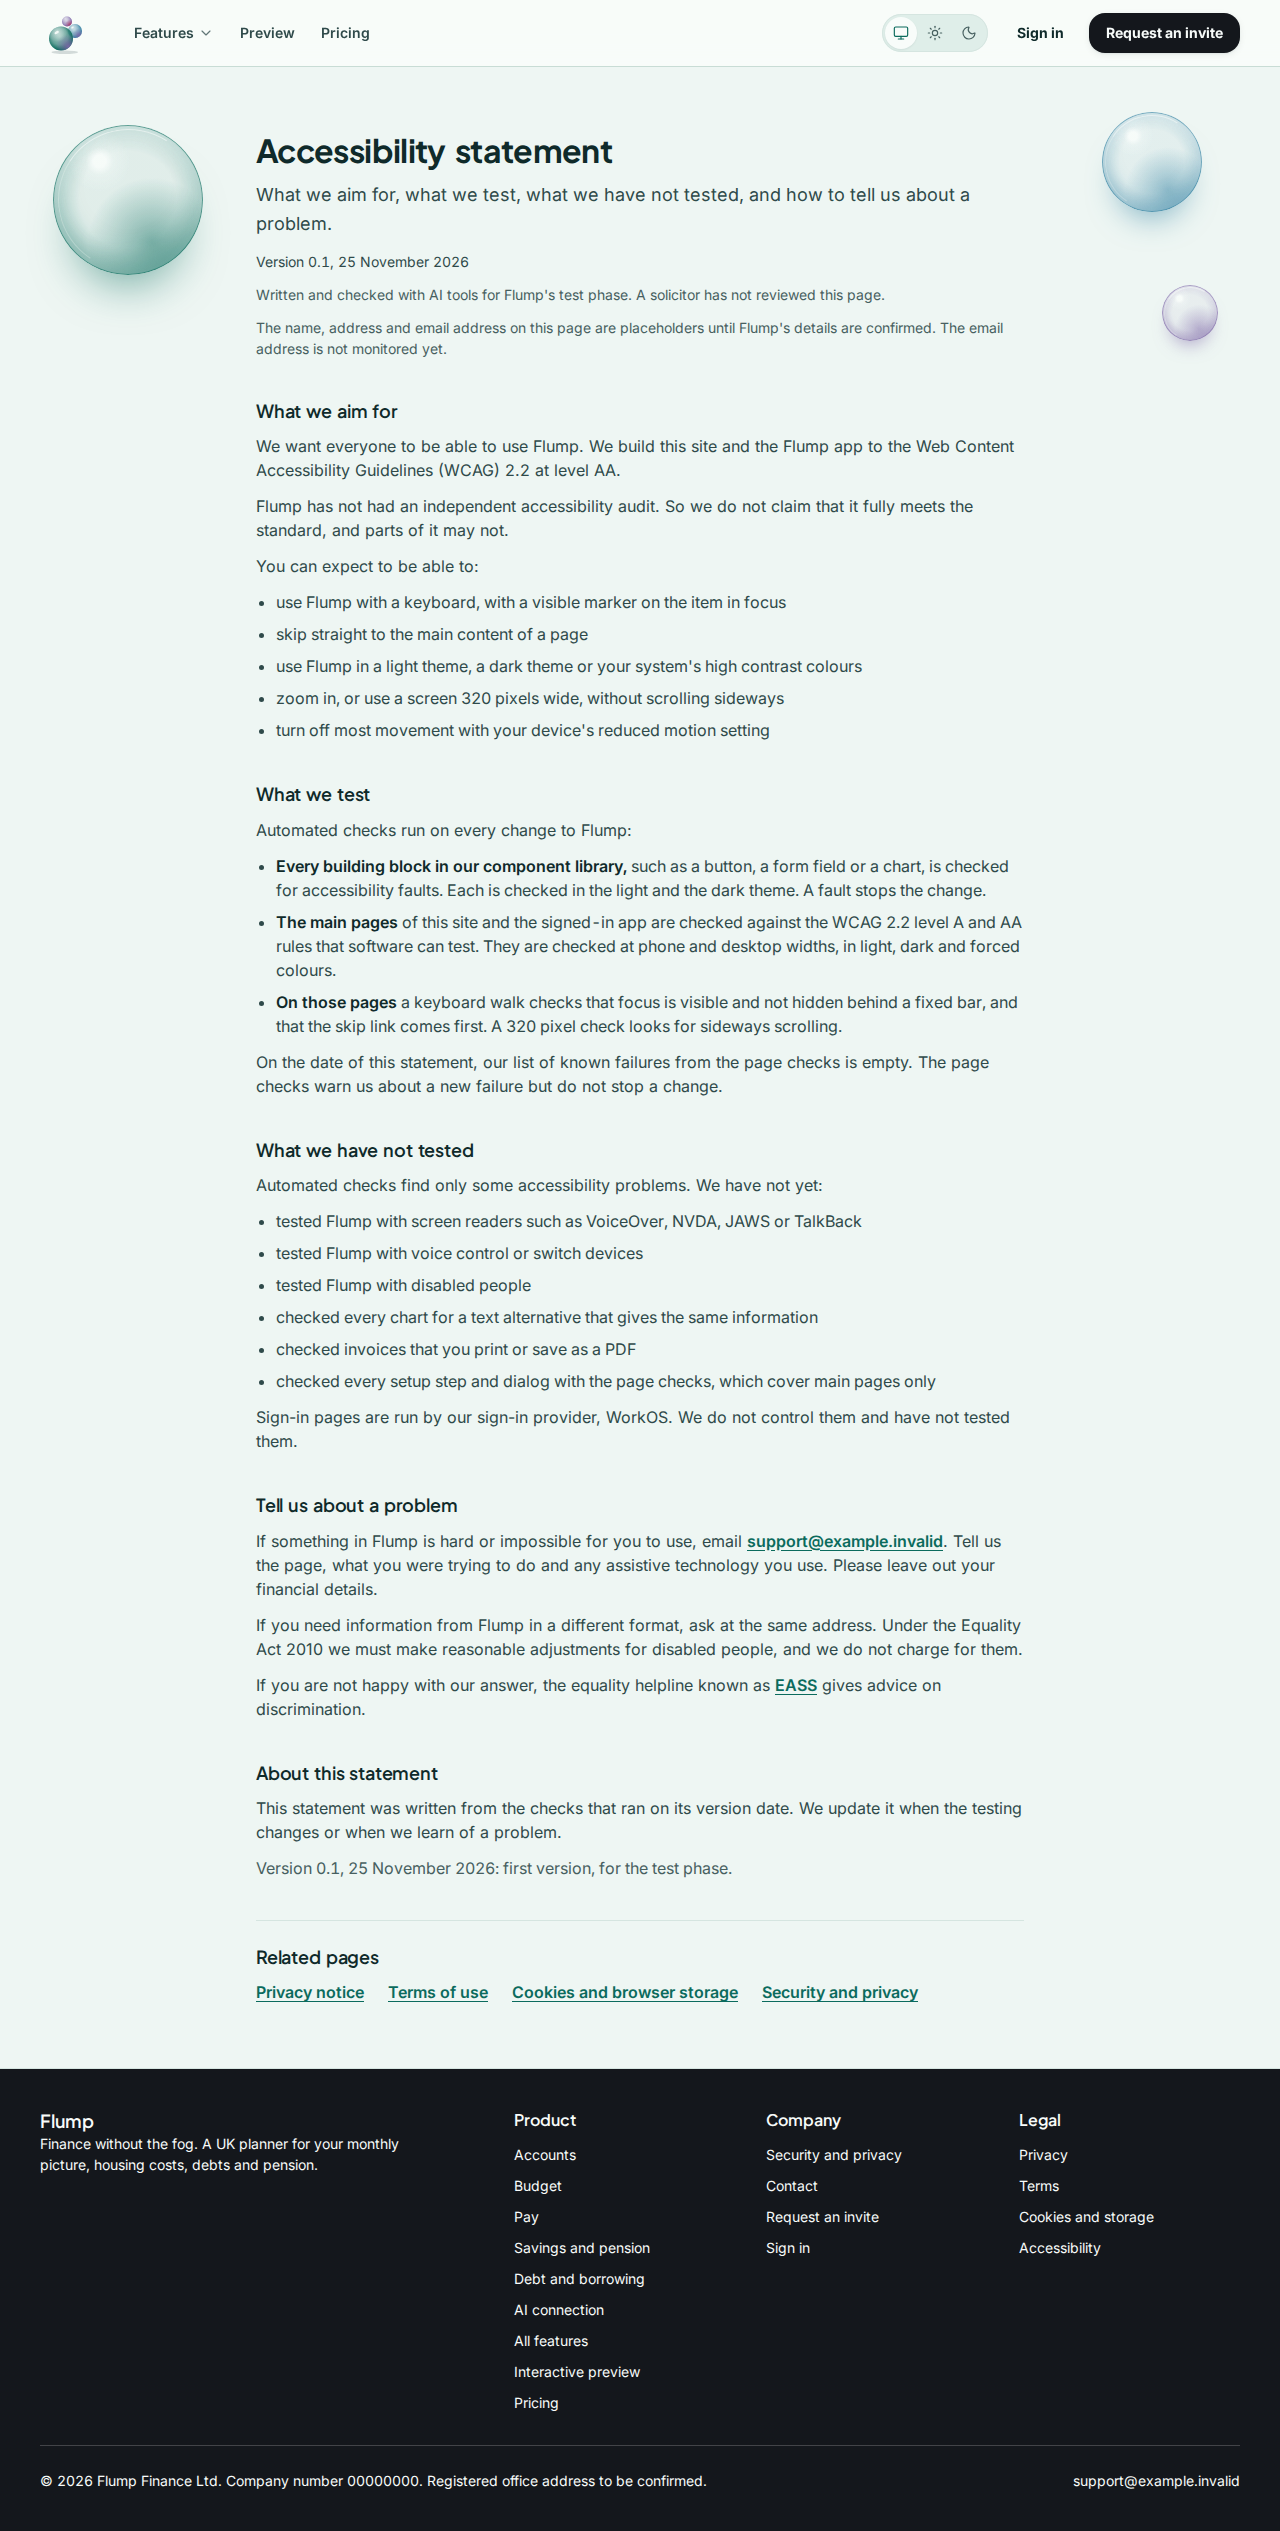 Features
Preview
Pricing
Sign in
Request an invite
Accessibility statement
What we aim for, what we test, what we have not tested, and how to tell us about a
problem.
Version 0.1, 25 November 2026
Written and checked with AI tools for Flump's test phase. A solicitor has not reviewed this page.
The name, address and email address on this page are placeholders until Flump's details are confirmed. The email
address is not monitored yet.
What we aim for
We want everyone to be able to use Flump. We build this site and the Flump app to the Web Content
Accessibility Guidelines (WCAG) 2.2 at level AA.
Flump has not had an independent accessibility audit. So we do not claim that it fully meets the
standard, and parts of it may not.
You can expect to be able to:
• use Flump with a keyboard, with a visible marker on the item in focus
• skip straight to the main content of a page
• use Flump in a light theme, a dark theme or your system's high contrast colours
• zoom in, or use a screen 320 pixels wide, without scrolling sideways
• turn off most movement with your device's reduced motion setting
What we test
Automated checks run on every change to Flump:
• Every building block in our component library, such as a button, a form field or a chart, is checked
for accessibility faults. Each is checked in the light and the dark theme. A fault stops the change.
• The main pages of this site and the signed-in app are checked against the WCAG 2.2 level A and AA
rules that software can test. They are checked at phone and desktop widths, in light, dark and forced
colours.
• On those pages a keyboard walk checks that focus is visible and not hidden behind a fixed bar, and
that the skip link comes first. A 320 pixel check looks for sideways scrolling.
On the date of this statement, our list of known failures from the page checks is empty. The page
checks warn us about a new failure but do not stop a change.
What we have not tested
Automated checks find only some accessibility problems. We have not yet:
• tested Flump with screen readers such as VoiceOver, NVDA, JAWS or TalkBack
• tested Flump with voice control or switch devices
• tested Flump with disabled people
• checked every chart for a text alternative that gives the same information
• checked invoices that you print or save as a PDF
• checked every setup step and dialog with the page checks, which cover main pages only
Sign-in pages are run by our sign-in provider, WorkOS. We do not control them and have not tested
them.
Tell us about a problem
If something in Flump is hard or impossible for you to use, email support@example.invalid. Tell us
the page, what you were trying to do and any assistive technology you use. Please leave out your
financial details.
If you need information from Flump in a different format, ask at the same address. Under the Equality
Act 2010 we must make reasonable adjustments for disabled people, and we do not charge for them.
If you are not happy with our answer, the equality helpline known as EASS gives advice on
discrimination.
About this statement
This statement was written from the checks that ran on its version date. We update it when the testing
changes or when we learn of a problem.
Version 0.1, 25 November 2026: first version, for the test phase.
Related pages
Privacy notice
Terms of use
Cookies and browser storage
Security and privacy
Flump
Finance without the fog. A UK planner for your monthly
picture, housing costs, debts and pension.
Product
Accounts
Budget
Pay
Savings and pension
Debt and borrowing
AI connection
All features
Interactive preview
Pricing
Company
Security and privacy
Contact
Request an invite
Sign in
Legal
Privacy
Terms
Cookies and storage
Accessibility
© 2026 Flump Finance Ltd. Company number 00000000. Registered office address to be confirmed.
support@example.invalid